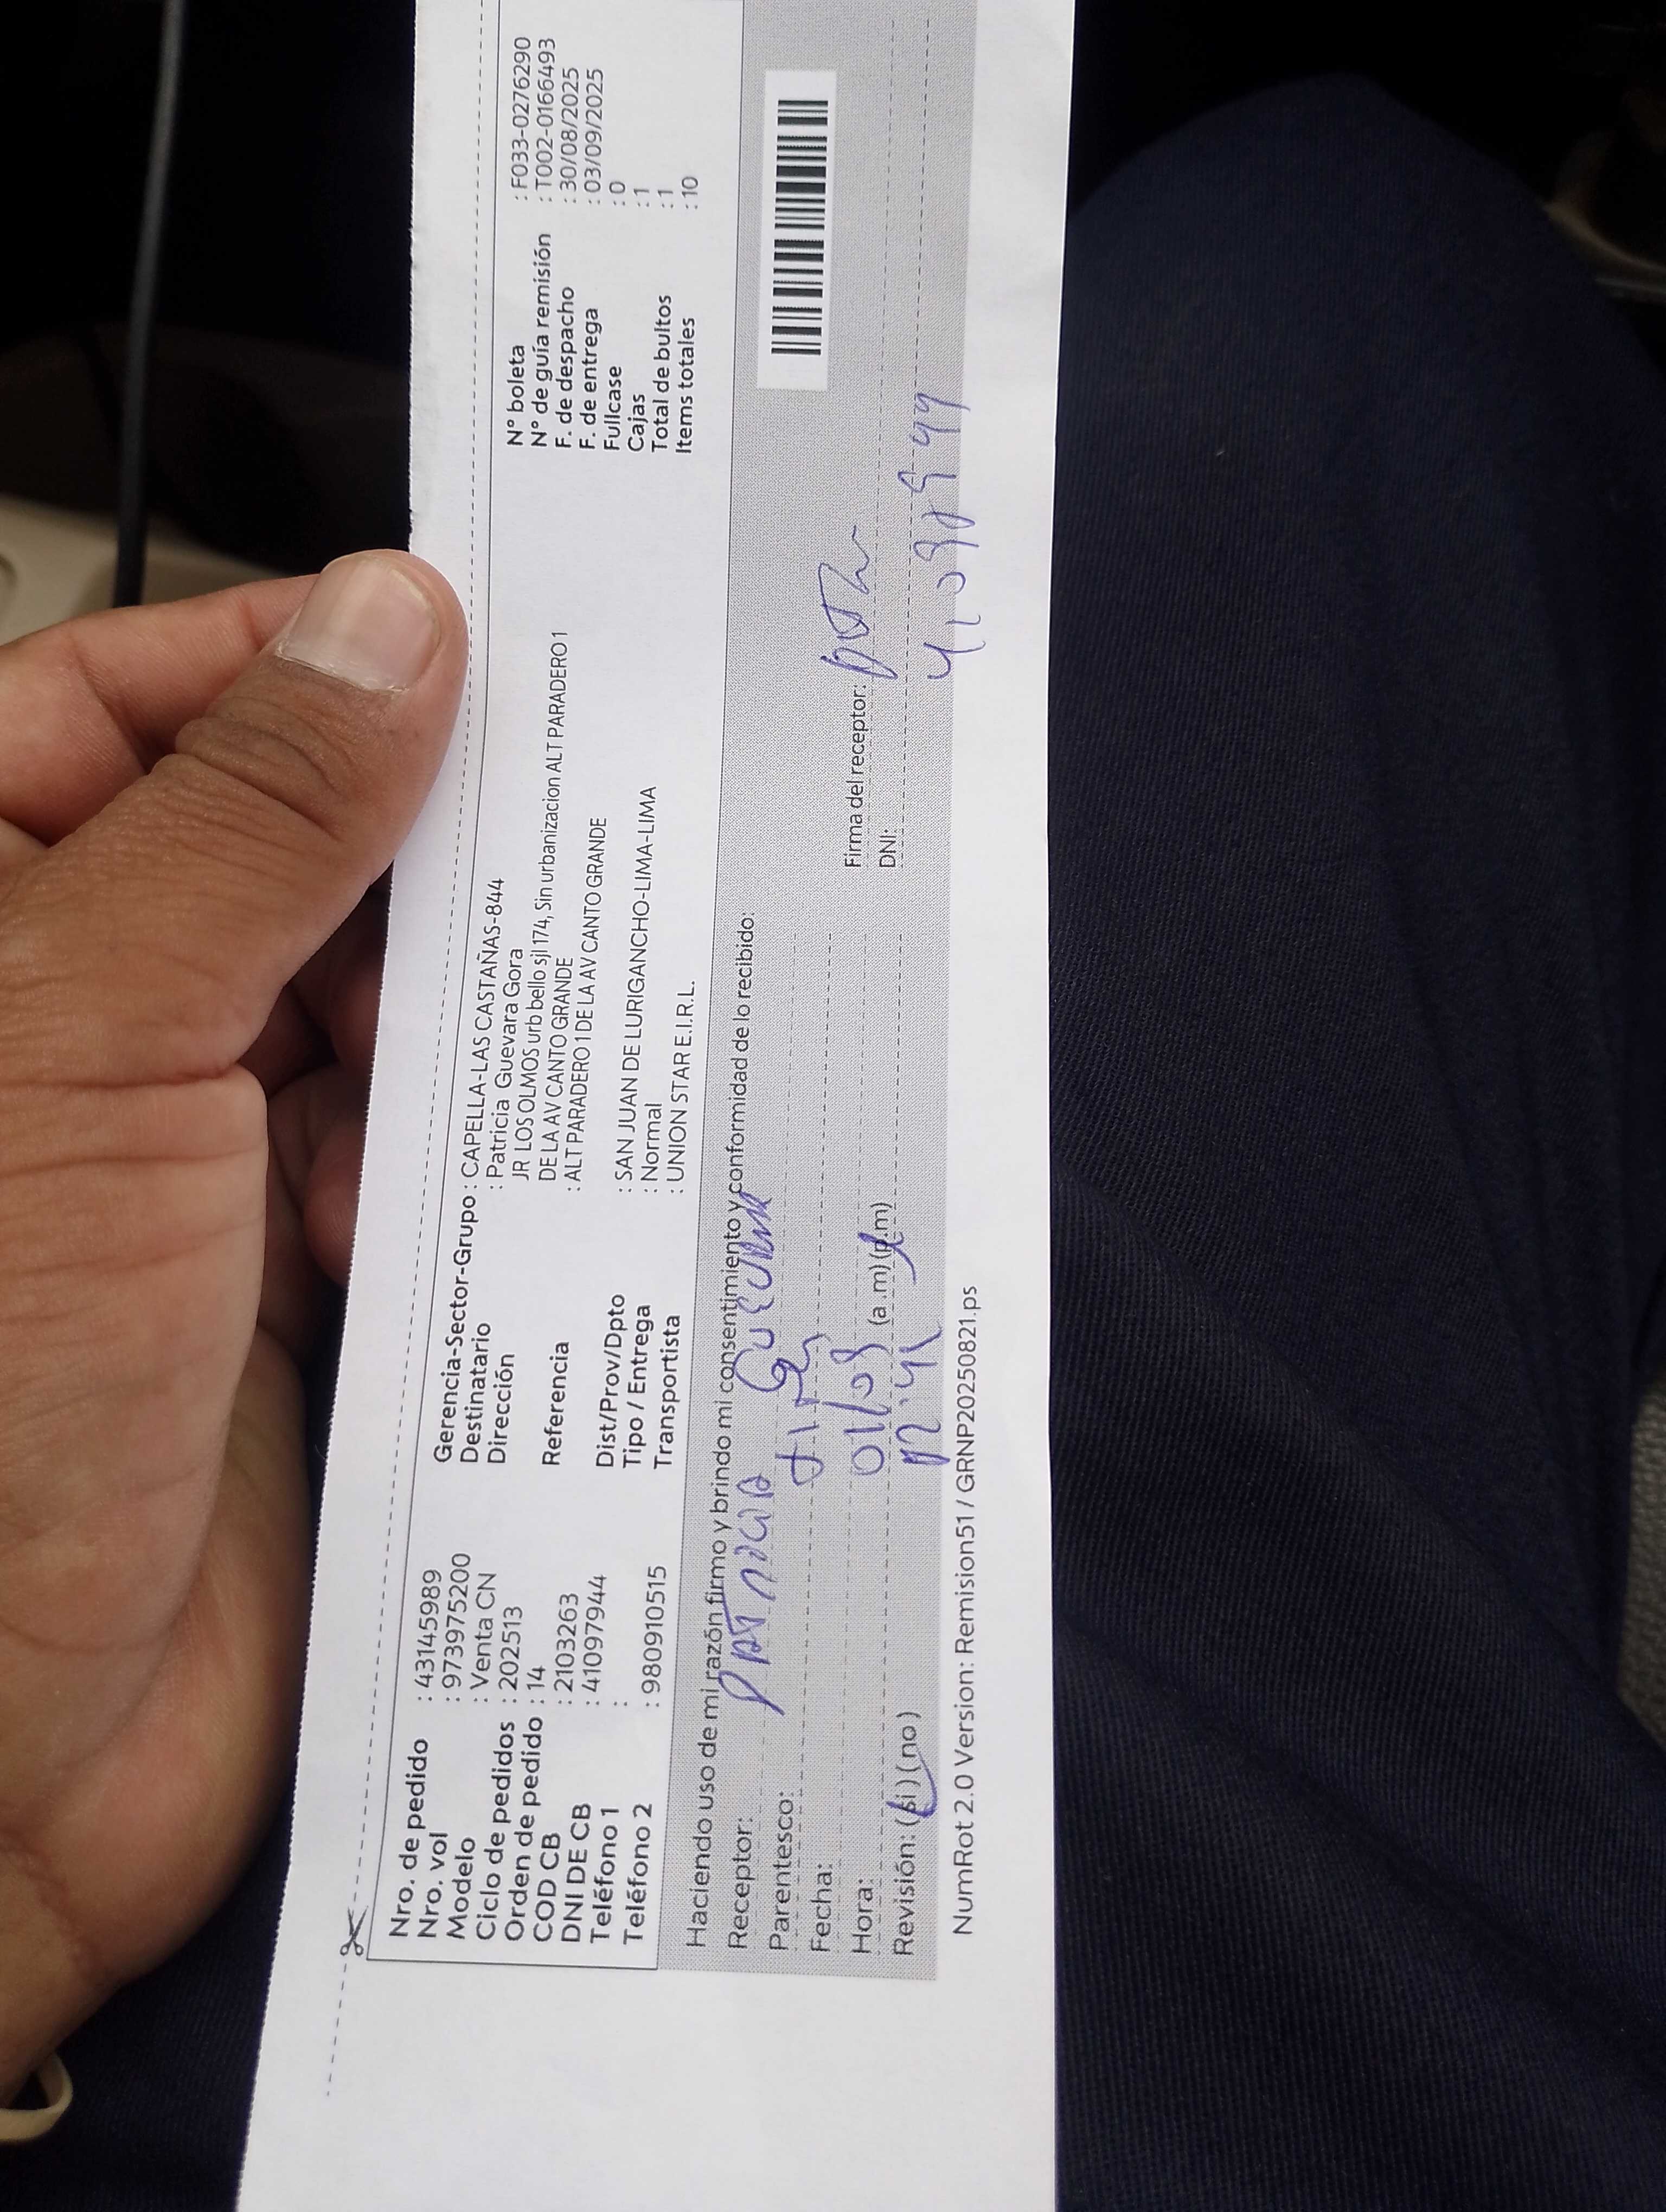 Nro. de pedido : 43145989
Nro. vol : 9739975200
Modelo : Venta CN
Ciclo de pedidos : 202513
Orden de pedido : 14
COD CB : 2103263
DNI DE CB : 41097944
Teléfono 1 :
Teléfono 2 : 980910515
Gerencia-Sector-Grupo : CAPELLA-LAS CASTAÑAS-844
Destinatario : Patricia Guevara Gora
Dirección JR LOS OLMOS urb bello sjl 174, Sin urbanizacion ALT PARADERO 1
DE LA AV CANTO GRANDE
Referencia : ALT PARADERO 1 DE LA AV CANTO GRANDE
Dist/Prov/Dpto : SAN JUAN DE LURIGANCHO-LIMA-LIMA
Tipo / Entrega : Normal
Transportista : UNION STAR E.I.R.L.
N° boleta : F033-0276290
N° de guía remisión : T002-0166493
F. de despacho : 30/08/2025
F. de entrega : 03/09/2025
Fullcase : 0
Cajas : 1
Total de bultos : 1
Items totales : 10
Haciendo uso de mi razón firmo y brindo mi consentimiento y conformidad de lo recibido:
Receptor: Patricia Guevara
Parentesco:
Fecha: 01/09
Hora: (a .m) (p.m)
Revisión: (si) (no)
Firma del receptor:
DNI: 41097944
NumRot 2.0 Version: Remision51 / GRNP20250821.ps